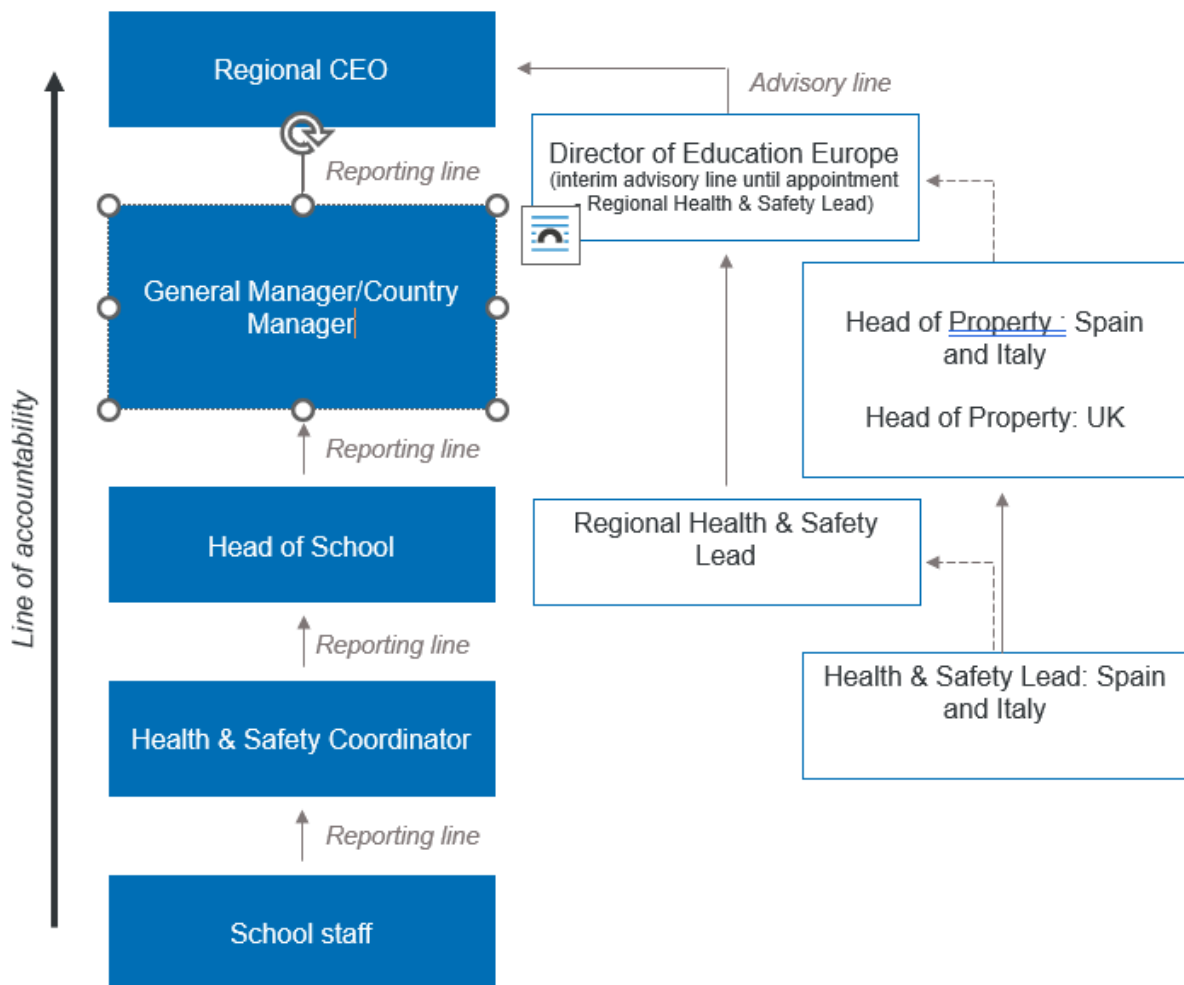 Regional CEO
Advisory line
Director of Education Europe
(interim advisory line until appointment
- Regional Health & Safety Lead)
Reporting line
General Manager/Country
Manager
Head of Property : Spain
and Italy
Head of Property: UK
Line of accountability
Reporting line
Head of School
Regional Health & Safety
Lead
Reporting line
Health & Safety Lead: Spain
and Italy
Health & Safety Coordinator
Reporting line
School staff